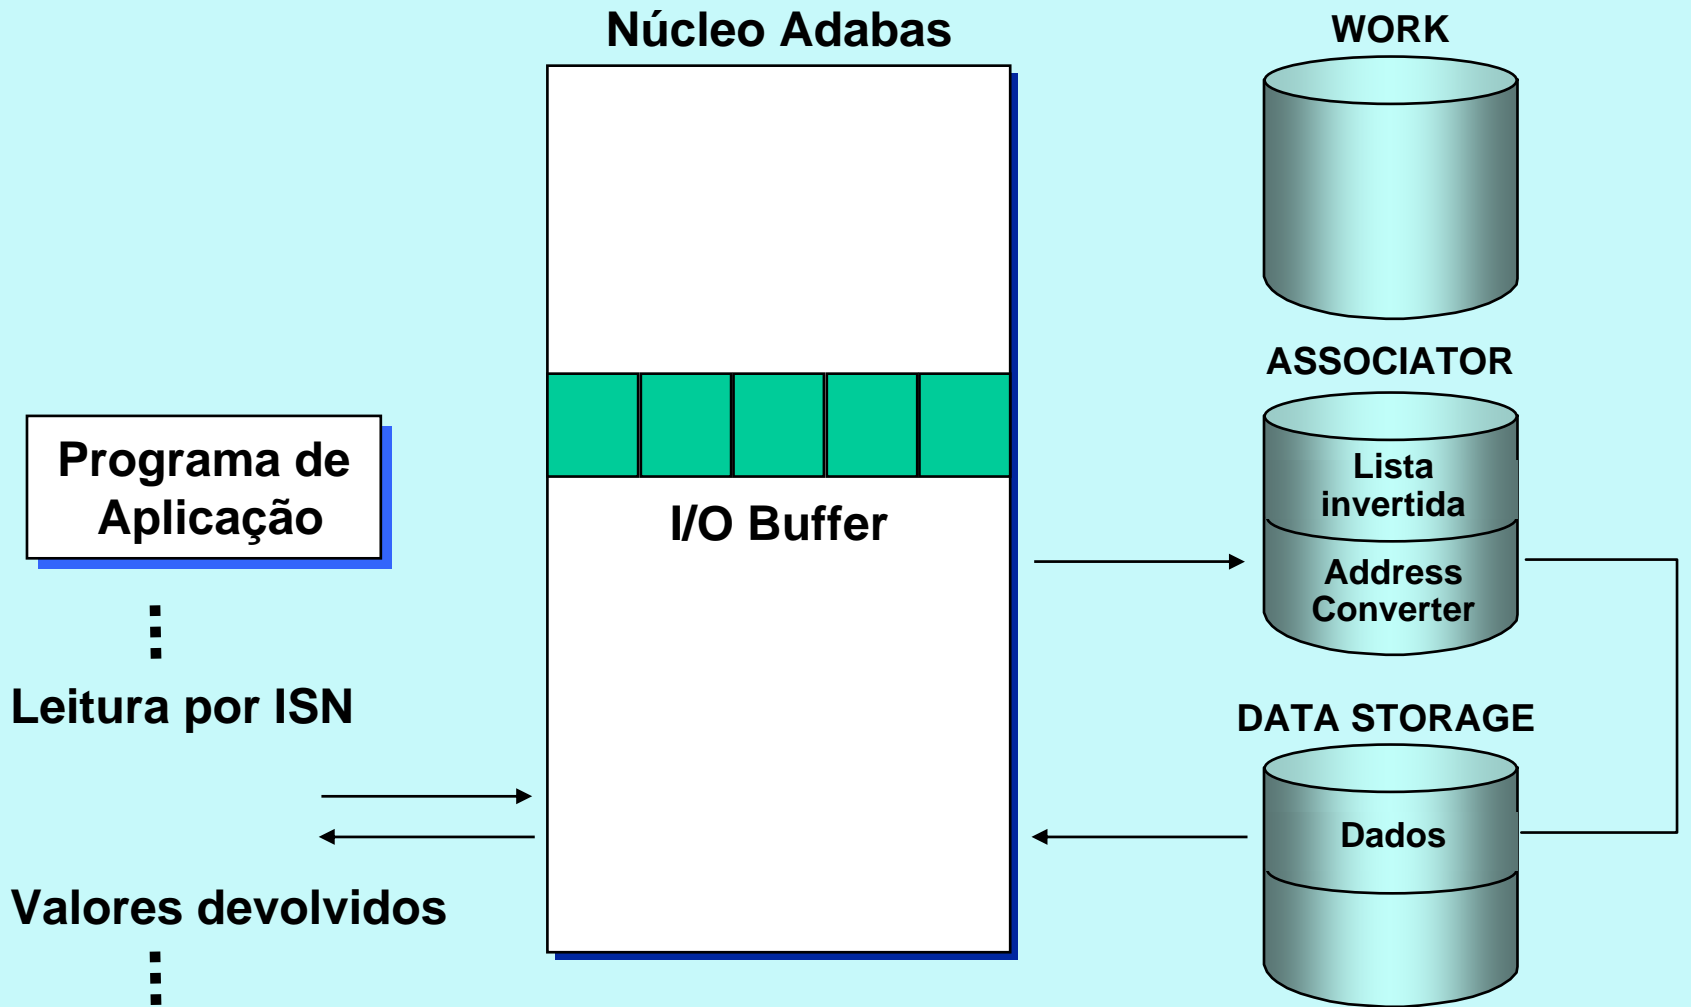 Núcleo Adabas
WORK
ASSOCIATOR
Lista
invertida
Address
Converter
Programa de
Aplicação
I/O Buffer
Leitura por ISN
DATA STORAGE
Dados
Valores devolvidos